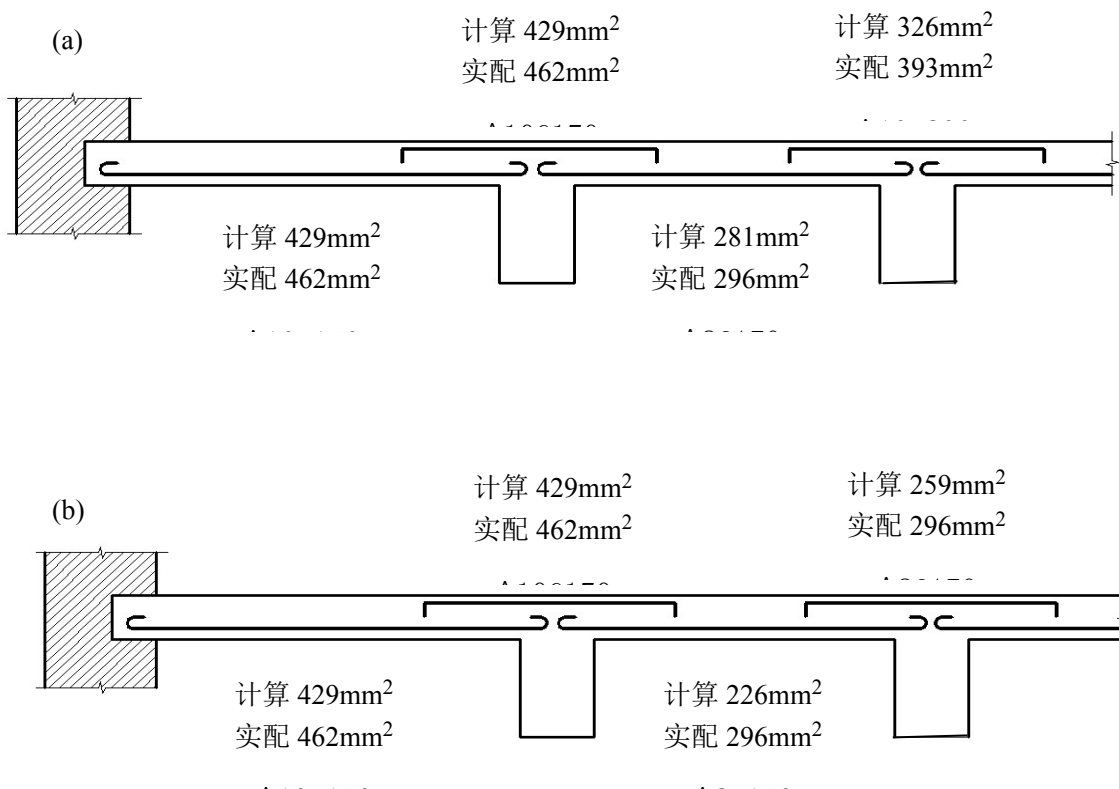 (a)
计算 429mm²
实配 462mm²
计算 326mm²
实配 393mm²
计算 429mm²
实配 462mm²
计算 281mm²
实配 296mm²
(b)
计算 429mm²
实配 462mm²
计算 259mm²
实配 296mm²
计算 429mm²
实配 462mm²
计算 226mm²
实配 296mm²